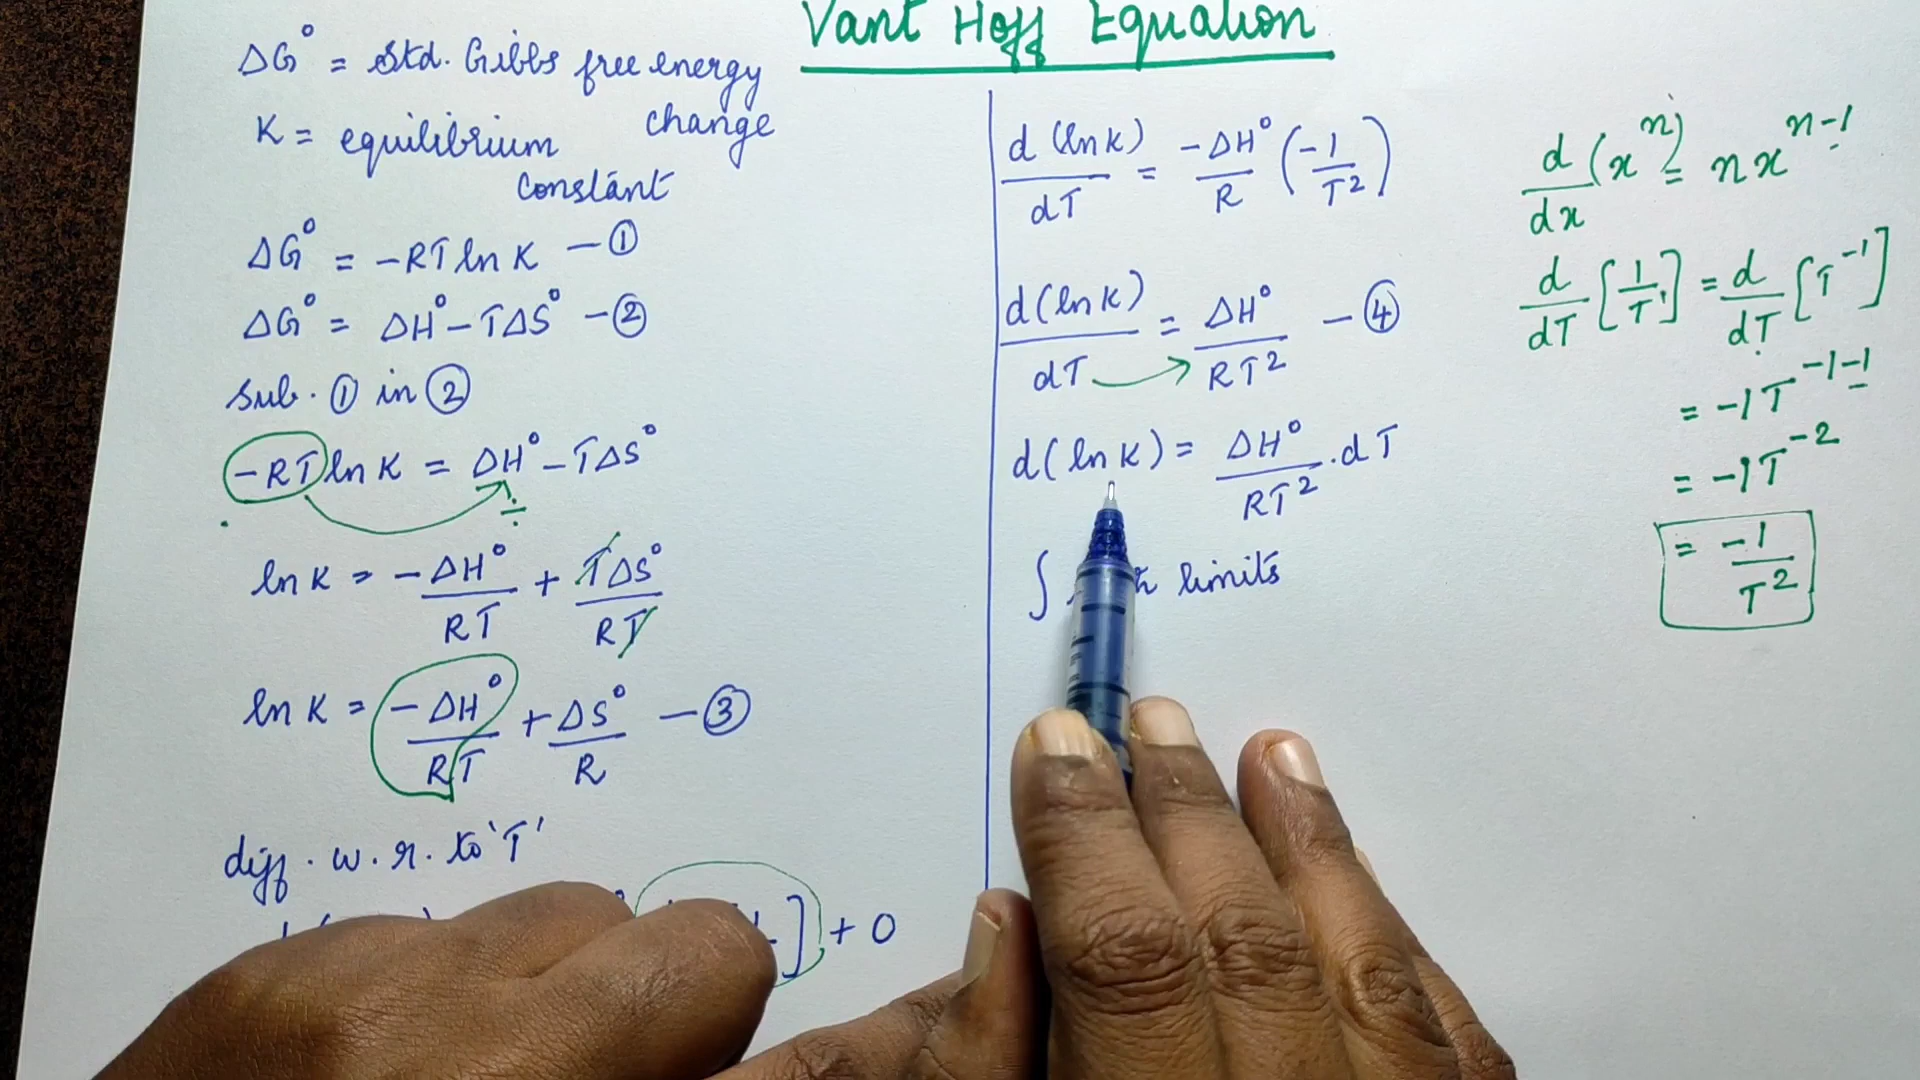 Vant Hoff Equation
ΔG° = Std. Gibbs free energy
change
K = equilibrium
constant
ΔG° = -RT ln K —①
ΔG° = ΔH° - TΔS° —②
Sub. ① in ②
-RT ln K = ΔH° - TΔS°
÷
ln K = -ΔH°/RT + TΔS°/RT
ln K = -ΔH°/RT + ΔS°/R —③
diff. w.r. to 'T'
] + 0
d(ln K)/dT = -ΔH°/R (-1/T²)
d(ln K)/dT = ΔH°/RT² —④
d(ln K) = ΔH°/RT² . dT
∫ limits
d/dx (xⁿ) = nxⁿ⁻¹
d/dT [1/T] = d/dT [T⁻¹]
= -1T⁻¹⁻¹
= -1T⁻²
= -1/T²